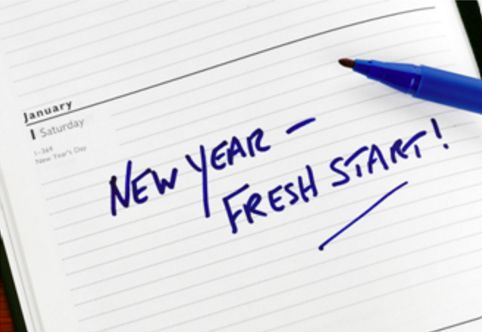 January
1 Saturday
1-364
New Year's Day
NEW YEAR –
FRESH START!